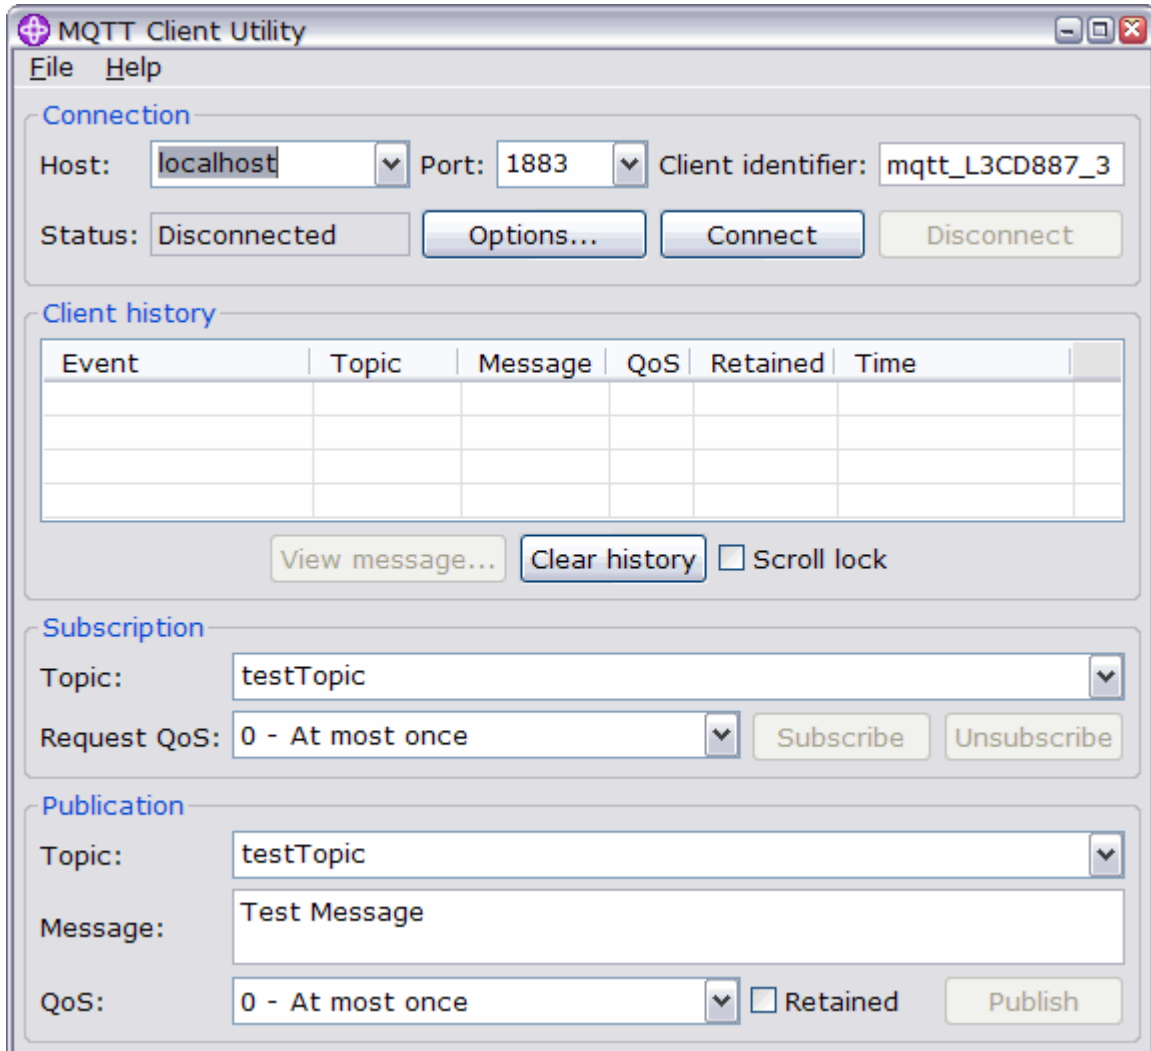 MQTT Client Utility
File Help
Connection
Host: localhost Port: 1883 Client identifier: mqtt_L3CD887_3
Status: Disconnected Options... Connect Disconnect
Client history
Event Topic Message QoS Retained Time
View message... Clear history Scroll lock
Subscription
Topic: testTopic
Request QoS: 0 - At most once Subscribe Unsubscribe
Publication
Topic: testTopic
Message: Test Message
QoS: 0 - At most once Retained Publish